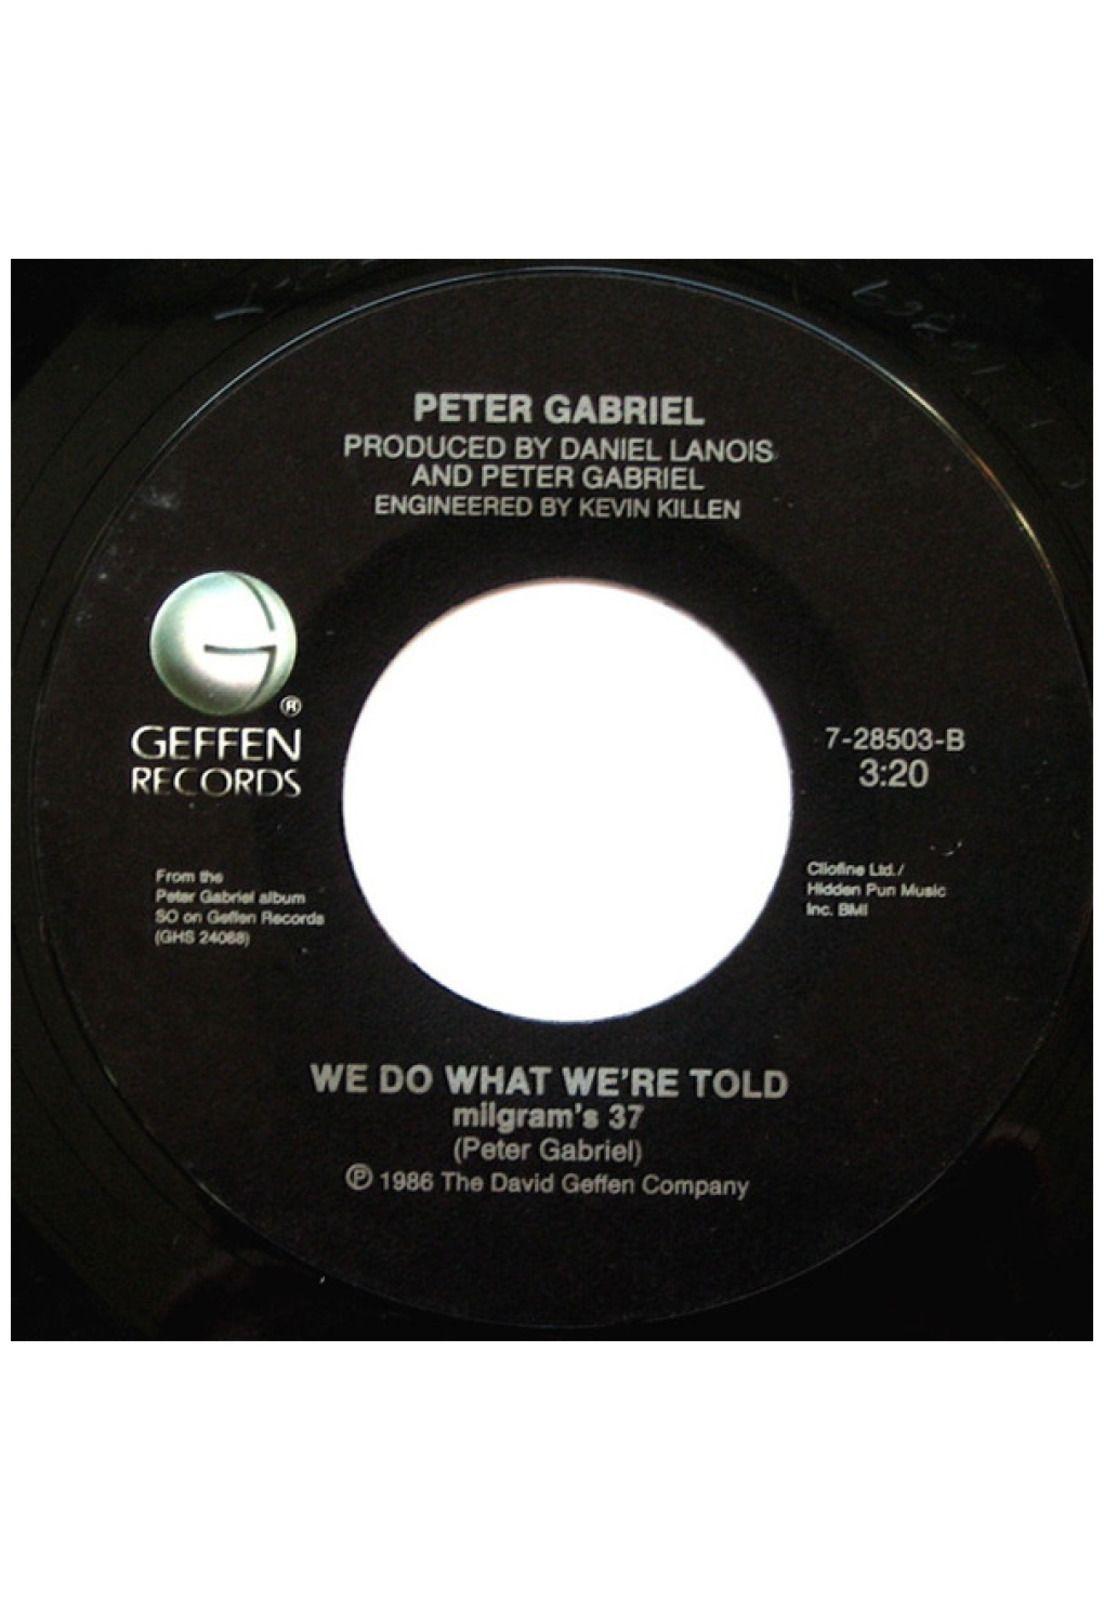 PETER GABRIEL
PRODUCED BY DANIEL LANOIS
AND PETER GABRIEL
ENGINEERED BY KEVIN KILLEN
®
GEFFEN
RECORDS
7-28503-B
3:20
From the
Peter Gabriel album
SO on Geffen Records
(GHS 24088)
Cliofine Ltd./
Hidden Pun Music
Inc. BMI
WE DO WHAT WE'RE TOLD
milgram's 37
(Peter Gabriel)
℗ 1986 The David Geffen Company